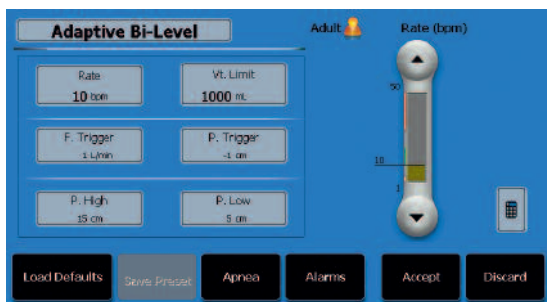 Adaptive Bi-Level
Adult
Rate (bpm)
Rate
10 bpm
Vt. Limit
1000 mL
F. Trigger
1 L/min
P. Trigger
-1 cm
P. High
15 cm
P. Low
5 cm
50
10
1
Load Defaults
Save Preset
Apnea
Alarms
Accept
Discard